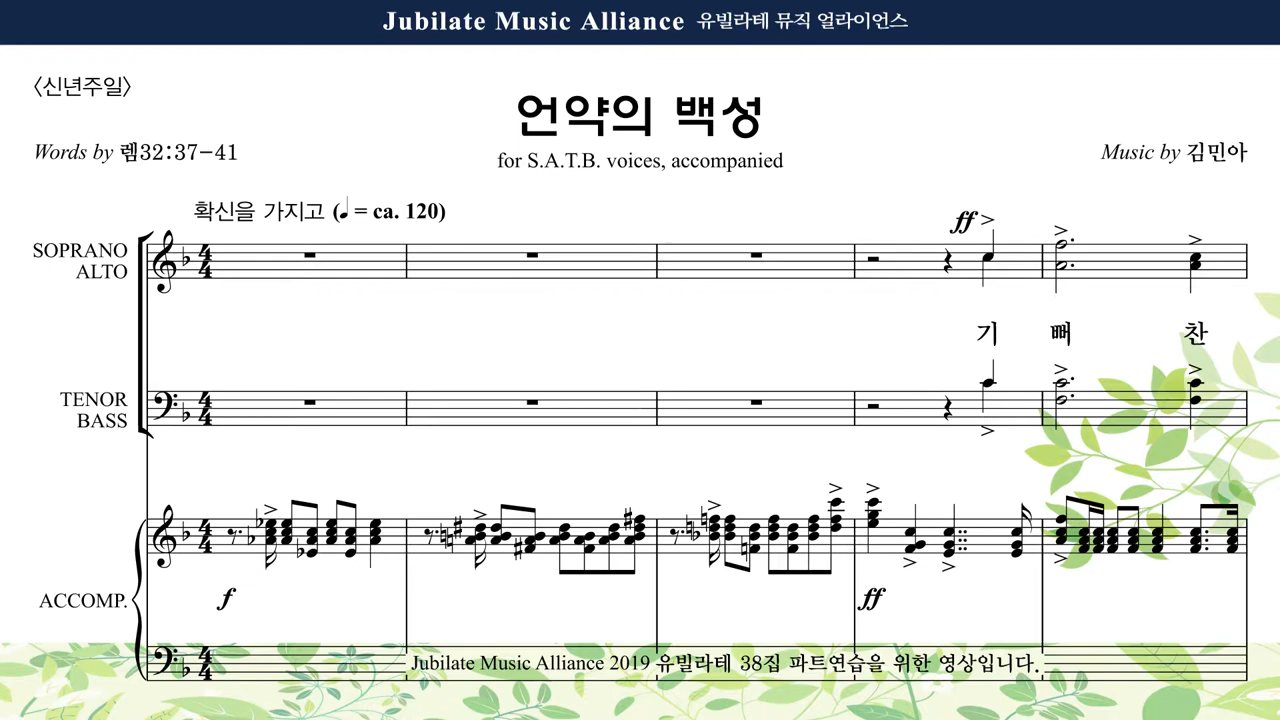 Jubilate Music Alliance 유빌라테 뮤직 얼라이언스
〈신년주일〉
언약의 백성
Words by 렘32:37-41
for S.A.T.B. voices, accompanied
Music by 김민아
확신을 가지고 (♩ = ca. 120)
ff
SOPRANO
ALTO
기 뻐 찬
TENOR
BASS
ACCOMP.
f ff
Jubilate Music Alliance 2019 유빌라테 38집 파트연습을 위한 영상입니다.